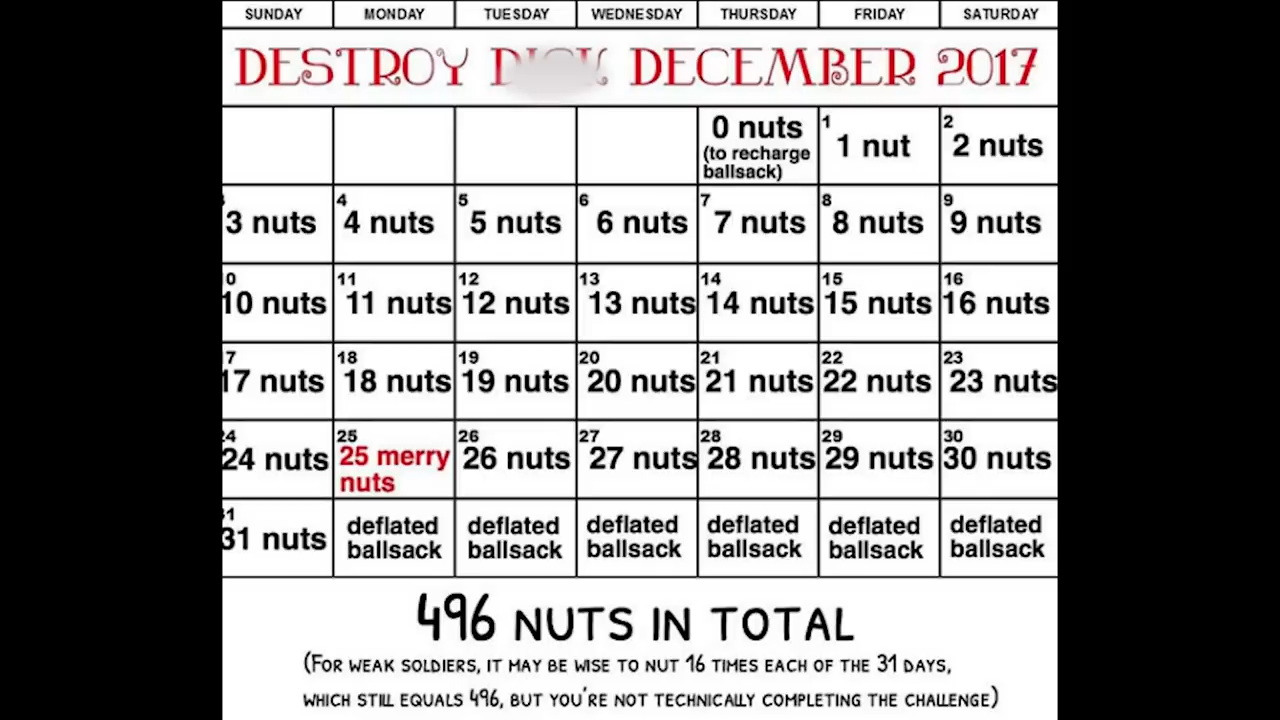 SUNDAY MONDAY TUESDAY WEDNESDAY THURSDAY FRIDAY SATURDAY
DESTROY DECEMBER 2017
0 nuts
(to recharge
ballsack)
1
1 nut
2
2 nuts
3 nuts
4
4 nuts
5
5 nuts
6
6 nuts
7
7 nuts
8
8 nuts
9
9 nuts
0
10 nuts
11
11 nuts
12
12 nuts
13
13 nuts
14
14 nuts
15
15 nuts
16
16 nuts
7
17 nuts
18
18 nuts
19
19 nuts
20
20 nuts
21
21 nuts
22
22 nuts
23
23 nuts
24
24 nuts
25
25 merry
nuts
26
26 nuts
27
27 nuts
28
28 nuts
29
29 nuts
30
30 nuts
1
31 nuts
deflated
ballsack
deflated
ballsack
deflated
ballsack
deflated
ballsack
deflated
ballsack
deflated
ballsack
496 NUTS IN TOTAL
(FOR WEAK SOLDIERS, IT MAY BE WISE TO NUT 16 TIMES EACH OF THE 31 DAYS,
WHICH STILL EQUALS 496, BUT YOU'RE NOT TECHNICALLY COMPLETING THE CHALLENGE)